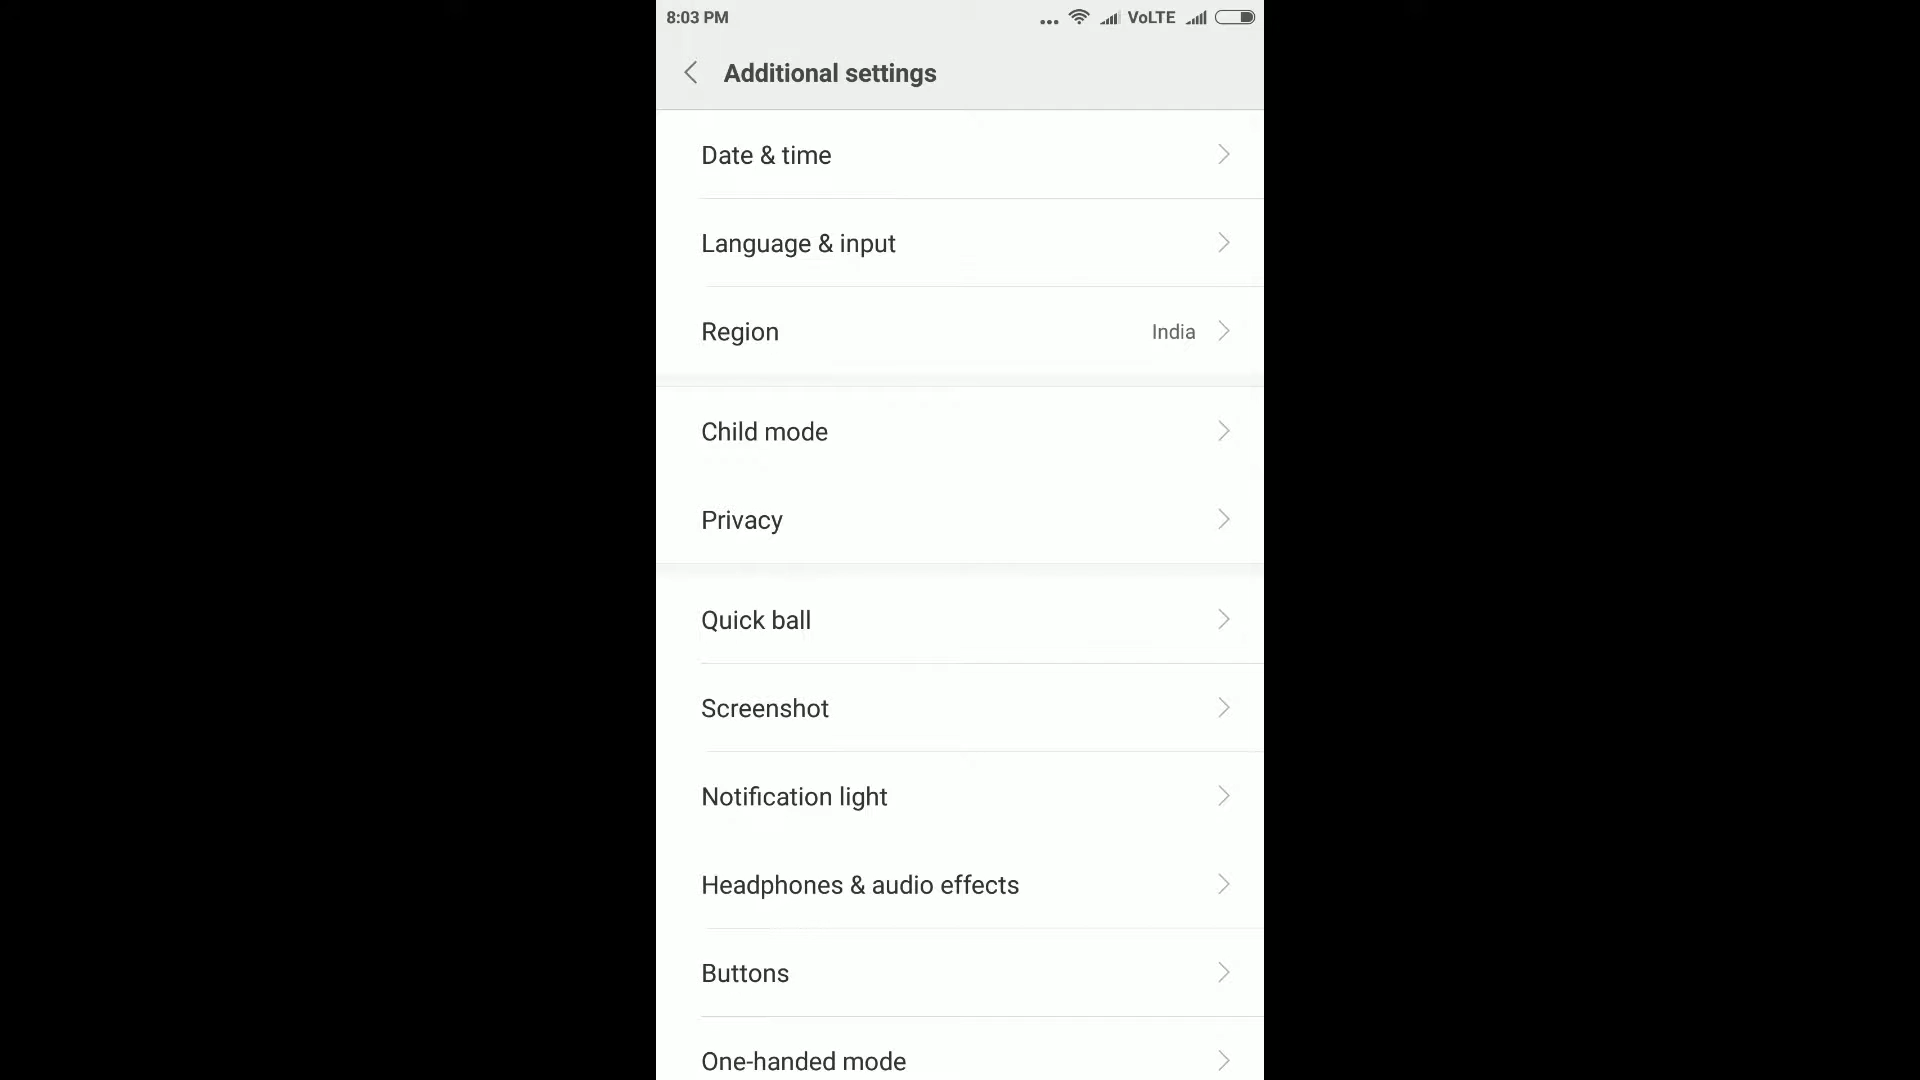 8:03 PM ... VoLTE
Additional settings
Date & time
Language & input
Region India
Child mode
Privacy
Quick ball
Screenshot
Notification light
Headphones & audio effects
Buttons
One-handed mode